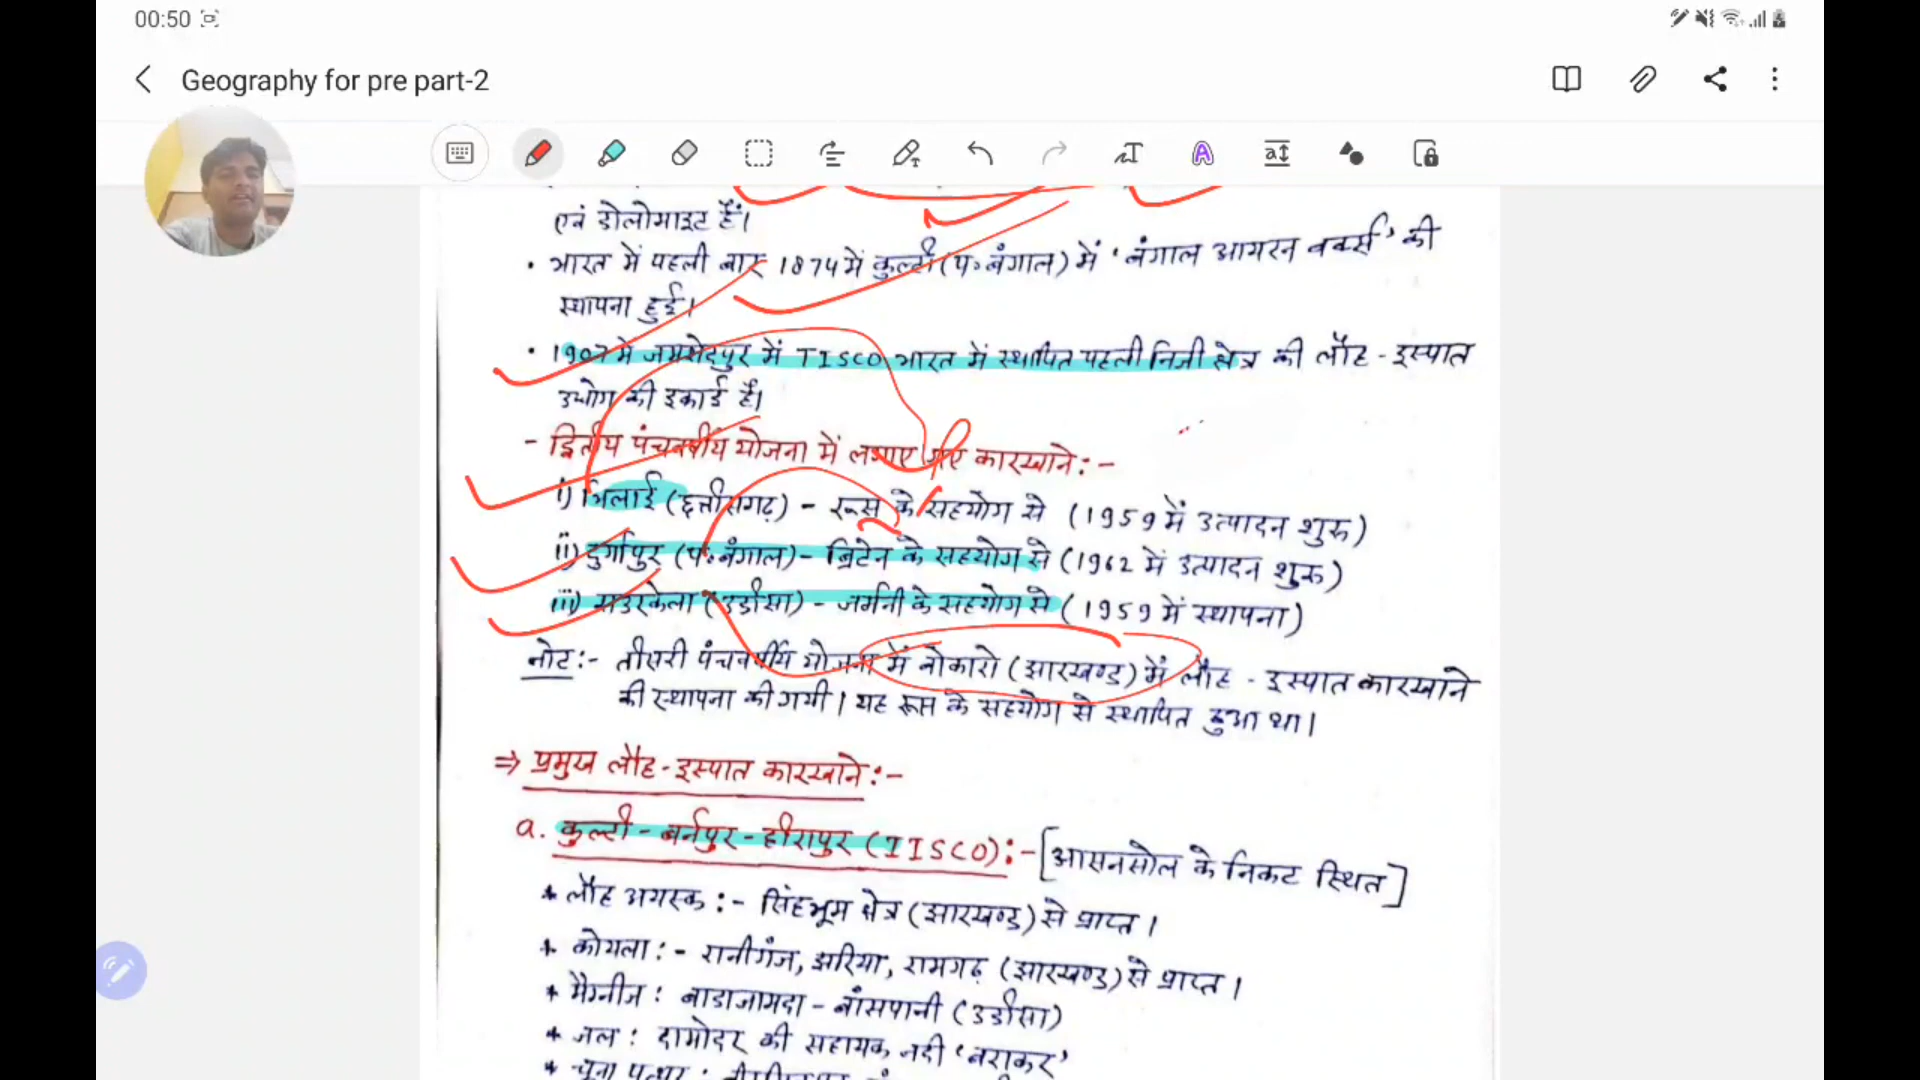 00:50
Geography for pre part-2
एवं डोलोमाइट हैं।
• भारत में पहली बार 1874 में कुल्टी (प॰ बंगाल) में 'बंगाल आयरन वर्क्स' की
स्थापना हुई।
• 1907 में जमशेदपुर में TISCO भारत में स्थापित पहली निजी क्षेत्र की लौह - इस्पात
उद्योग की इकाई है।
- द्वितीय पंचवर्षीय योजना में लगाए गए कारखाने:-
i) भिलाई (छत्तीसगढ़) - रूस के सहयोग से (1959 में उत्पादन शुरू)
ii) दुर्गापुर (प॰ बंगाल) - ब्रिटेन के सहयोग से (1962 में उत्पादन शुरू)
iii) राउरकेला (उडीसा) - जर्मनी के सहयोग से (1959 में स्थापना)
नोट:- तीसरी पंचवर्षीय योजना में बोकारो (झारखण्ड) में लौह - इस्पात कारखाने
की स्थापना की गयी। यह रूस के सहयोग से स्थापित हुआ था।
⇒ प्रमुख लौह-इस्पात कारखाने:-
a. कुल्टी - बर्नपुर - हीरापुर (IISCO):- [आसनसोल के निकट स्थित]
* लौह अयस्क:- सिंहभूम क्षेत्र (झारखण्ड) से प्राप्त।
* कोयला:- रानीगंज, झरिया, रामगढ़ (झारखण्ड) से प्राप्त।
* मैग्नीज: बाडाजामदा - बांसपानी (उडीसा)
* जल: दामोदर की सहायक नदी 'बराकर'
* चूना पत्थर: